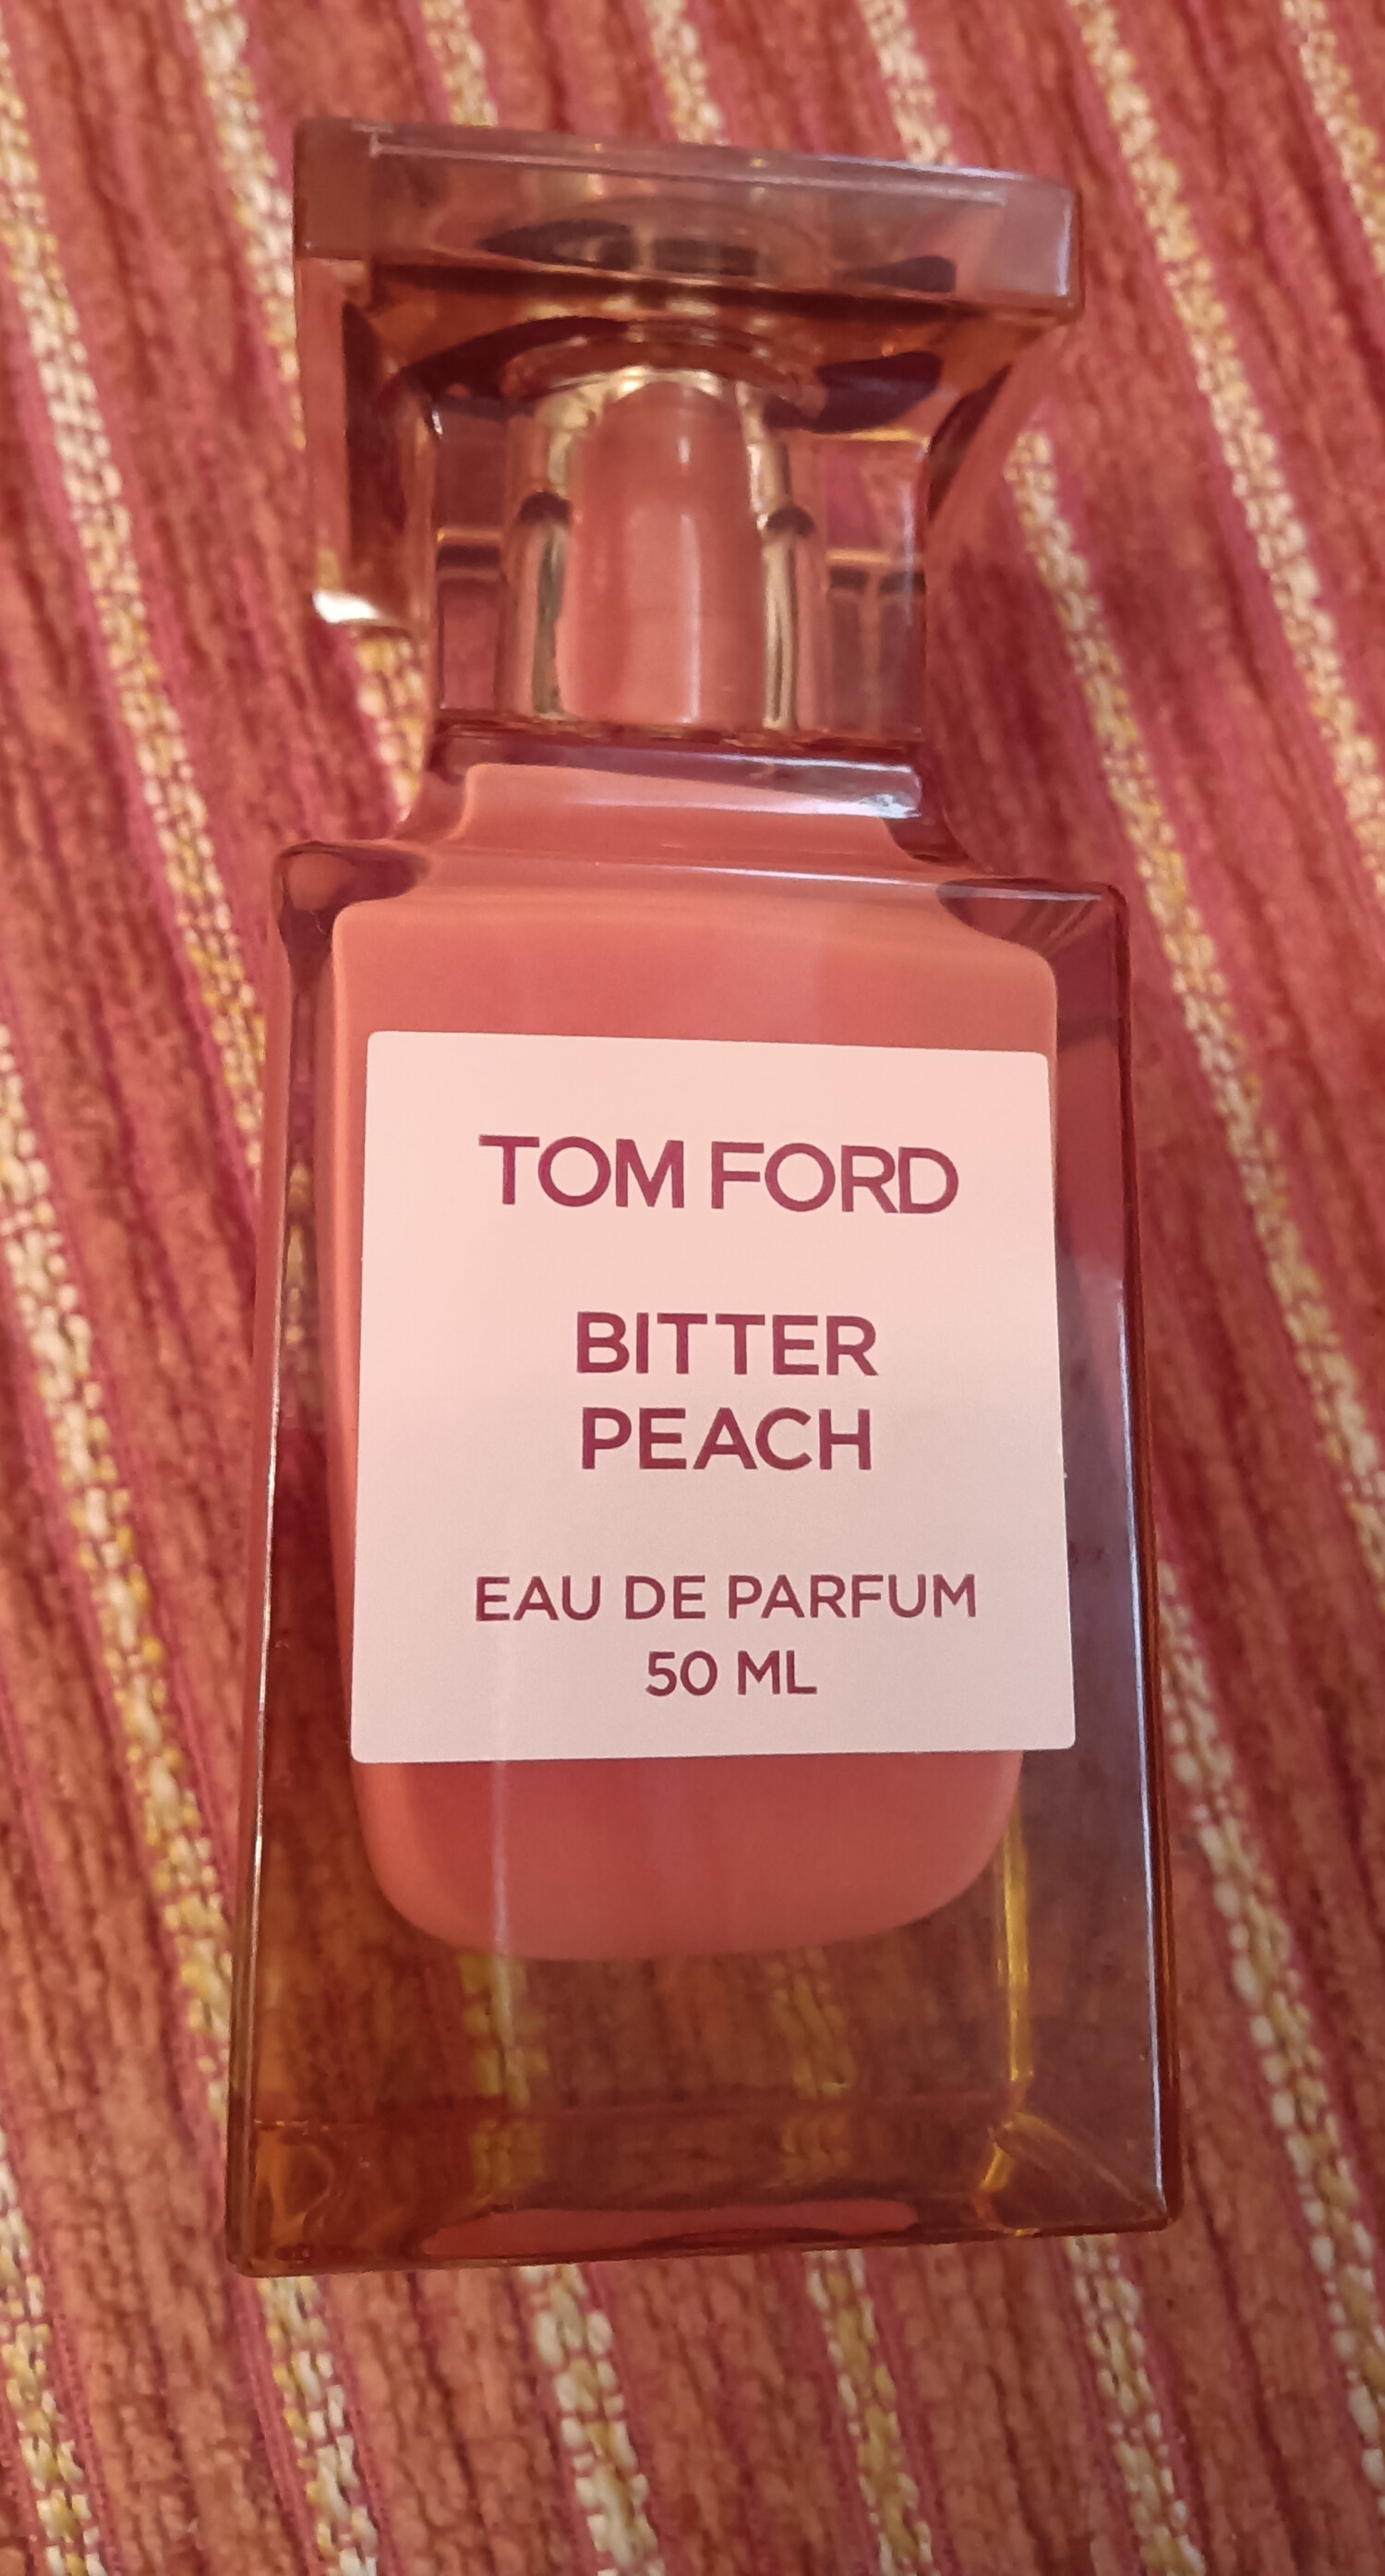 TOM FORD
BITTER
PEACH
EAU DE PARFUM
50 ML